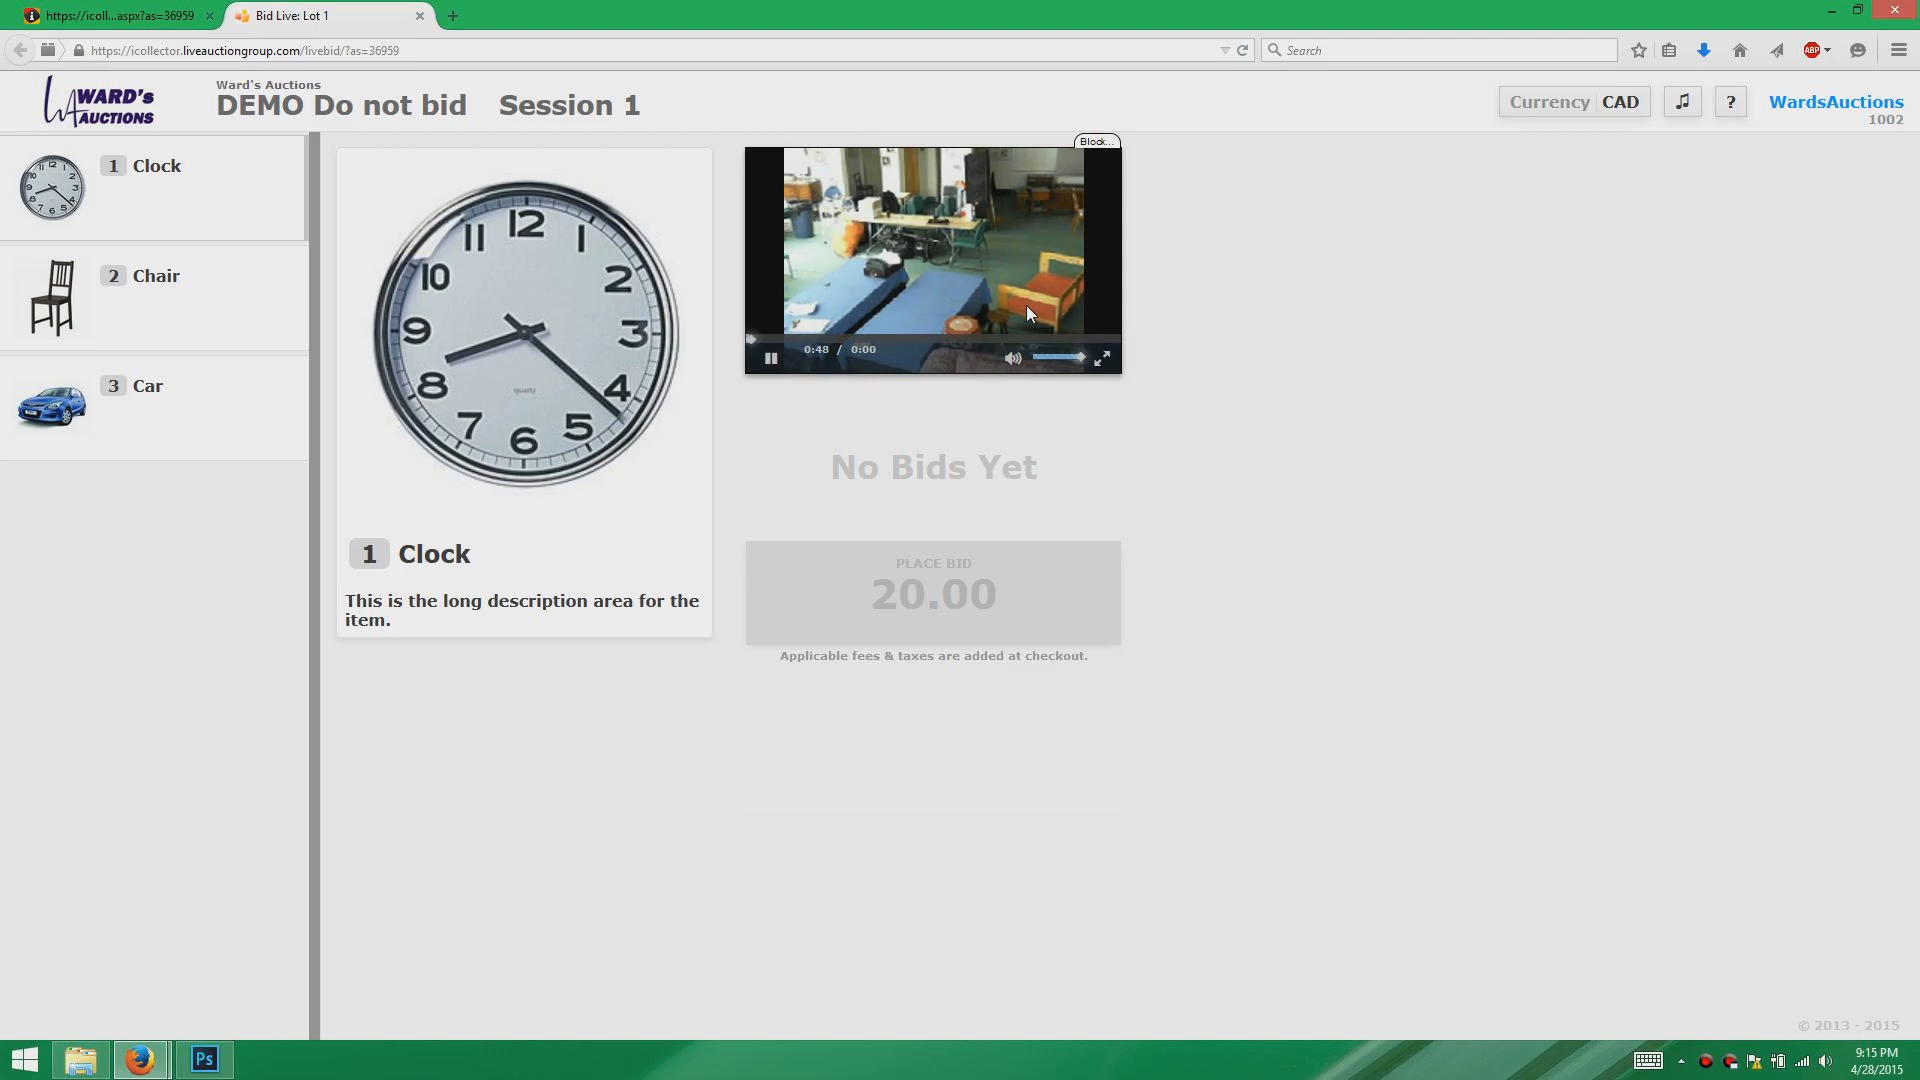 https://icoll...aspx?as=36959
Bid Live: Lot 1
https://icollector.liveauctiongroup.com/livebid/?as=36959
Search
ABP
WARD's
AUCTIONS
Ward's Auctions
DEMO Do not bid Session 1
Currency CAD
?
WardsAuctions
1002
1 Clock
2 Chair
3 Car
12
11 1
10 2
9 3
8 4
7 5
6
quartz
Block...
0:48 / 0:00
No Bids Yet
1 Clock
This is the long description area for the
item.
PLACE BID
20.00
Applicable fees & taxes are added at checkout.
© 2013 - 2015
Ps
9:15 PM
4/28/2015